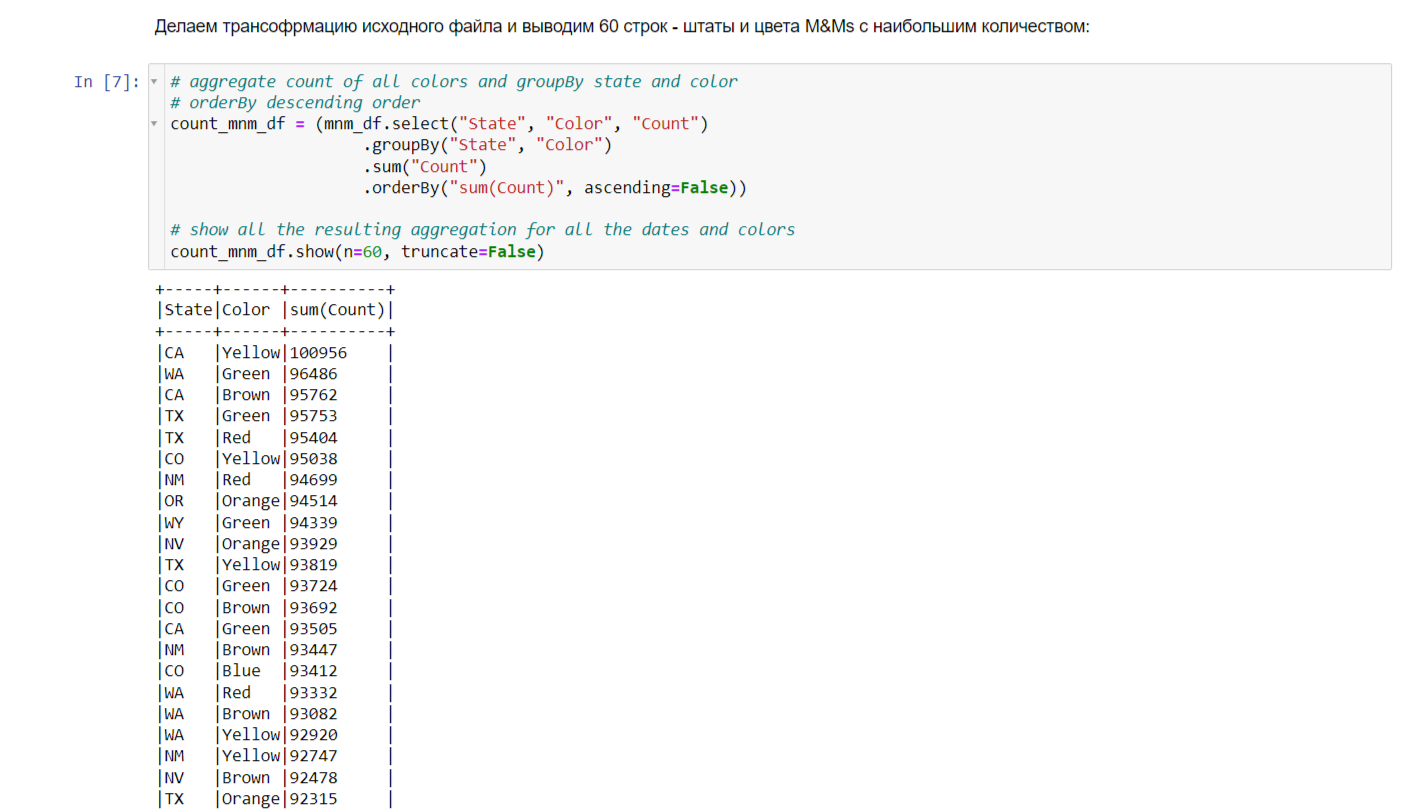 Делаем трансофрмацию исходного файла и выводим 60 строк - штаты и цвета M&Ms с наибольшим количеством:
In [7]:
# aggregate count of all colors and groupBy state and color
# orderBy descending order
count_mnm_df = (mnm_df.select("State", "Color", "Count")
                    .groupBy("State", "Color")
                    .sum("Count")
                    .orderBy("sum(Count)", ascending=False))
# show all the resulting aggregation for all the dates and colors
count_mnm_df.show(n=60, truncate=False)
+-----+------+----------+
|State|Color |sum(Count)|
+-----+------+----------+
|CA   |Yellow|100956    |
|WA   |Green |96486     |
|CA   |Brown |95762     |
|TX   |Green |95753     |
|TX   |Red   |95404     |
|CO   |Yellow|95038     |
|NM   |Red   |94699     |
|OR   |Orange|94514     |
|WY   |Green |94339     |
|NV   |Orange|93929     |
|TX   |Yellow|93819     |
|CO   |Green |93724     |
|CO   |Brown |93692     |
|CA   |Green |93505     |
|NM   |Brown |93447     |
|CO   |Blue  |93412     |
|WA   |Red   |93332     |
|WA   |Brown |93082     |
|WA   |Yellow|92920     |
|NM   |Yellow|92747     |
|NV   |Brown |92478     |
|TX   |Orange|92315     |